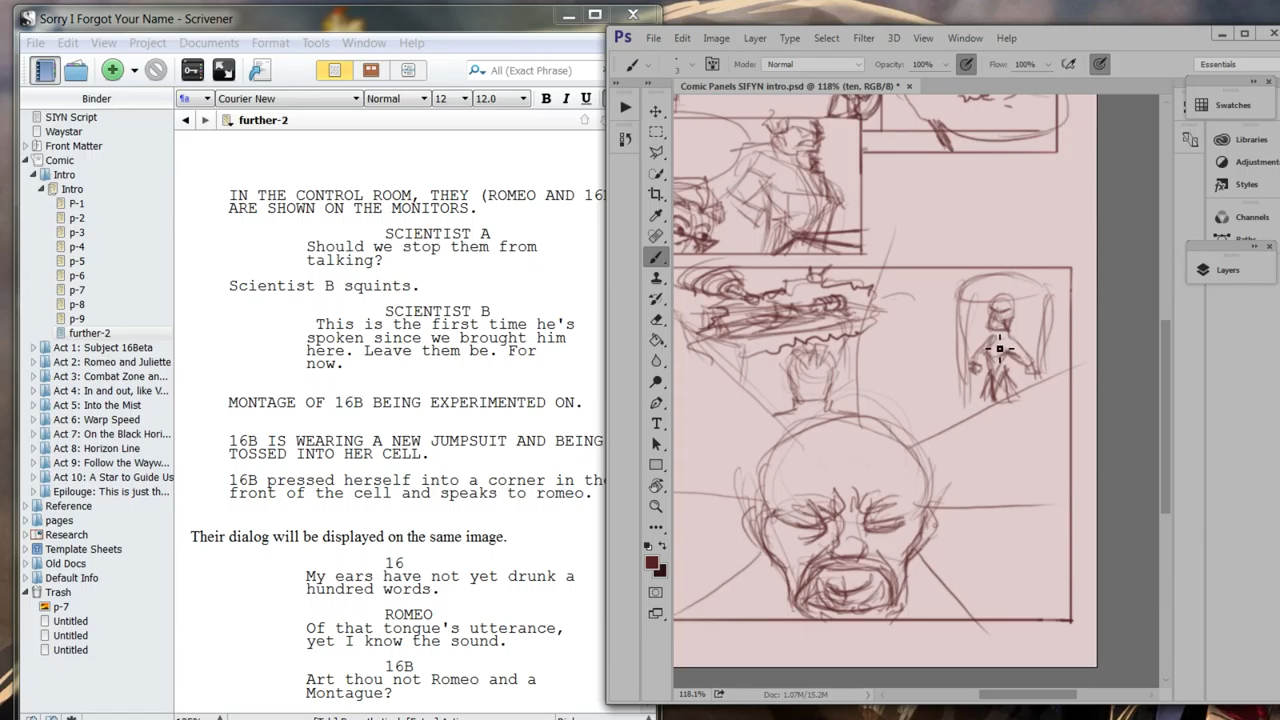 Sorry I Forgot Your Name - Scrivener
File Edit View Project Documents Format Tools Window Help
All (Exact Phrase)
Binder
Courier New Normal 12 12.0 B I U
further-2
SIYN Script
Waystar
Front Matter
Comic
Intro
Intro
P-1
p-2
p-3
p-4
p-5
p-6
p-7
p-8
p-9
further-2
Act 1: Subject 16Beta
Act 2: Romeo and Juliette
Act 3: Combat Zone an...
Act 4: In and out, like V...
Act 5: Into the Mist
Act 6: Warp Speed
Act 7: On the Black Hori...
Act 8: Horizon Line
Act 9: Follow the Wayw...
Act 10: A Star to Guide Us
Epilouge: This is just th...
Reference
pages
Research
Template Sheets
Old Docs
Default Info
Trash
p-7
Untitled
Untitled
Untitled
IN THE CONTROL ROOM, THEY (ROMEO AND 16
ARE SHOWN ON THE MONITORS.
SCIENTIST A
Should we stop them from
talking?
Scientist B squints.
SCIENTIST B
This is the first time he's
spoken since we brought him
here. Leave them be. For
now.
MONTAGE OF 16B BEING EXPERIMENTED ON.
16B IS WEARING A NEW JUMPSUIT AND BEING
TOSSED INTO HER CELL.
16B pressed herself into a corner in the
front of the cell and speaks to romeo.
Their dialog will be displayed on the same image.
16
My ears have not yet drunk a
hundred words.
ROMEO
Of that tongue's utterance,
yet I know the sound.
16B
Art thou not Romeo and a
Montague?
Ps File Edit Image Layer Type Select Filter 3D View Window Help
3 Mode: Normal Opacity: 100% Flow: 100% Essentials
Comic Panels SIFYN intro.psd @ 118% (ten, RGB/8) *
Swatches
Libraries
Adjustment
Styles
Channels
Layers
118.1% Doc: 1.07M/15.2M